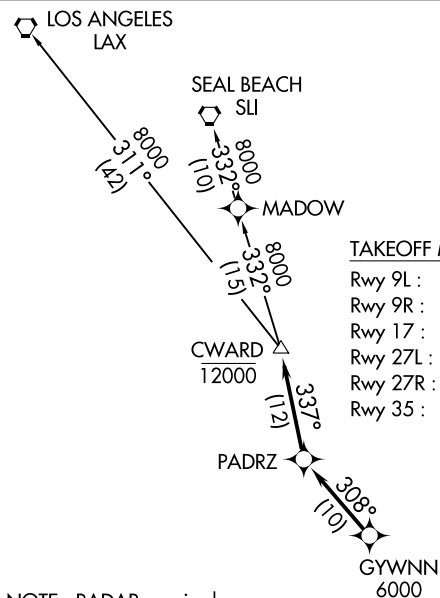 LOS ANGELES
LAX
SEAL BEACH
SLI
8000
311°
(42)
8000
332°
(10)
MADOW
8000
332°
(15)
TAKEOFF
Rwy 9L :
Rwy 9R :
Rwy 17 :
Rwy 27L :
Rwy 27R :
Rwy 35 :
CWARD
12000
337°
(12)
PADRZ
308°
(10)
GYWNN
6000
NOTE: RADAR required